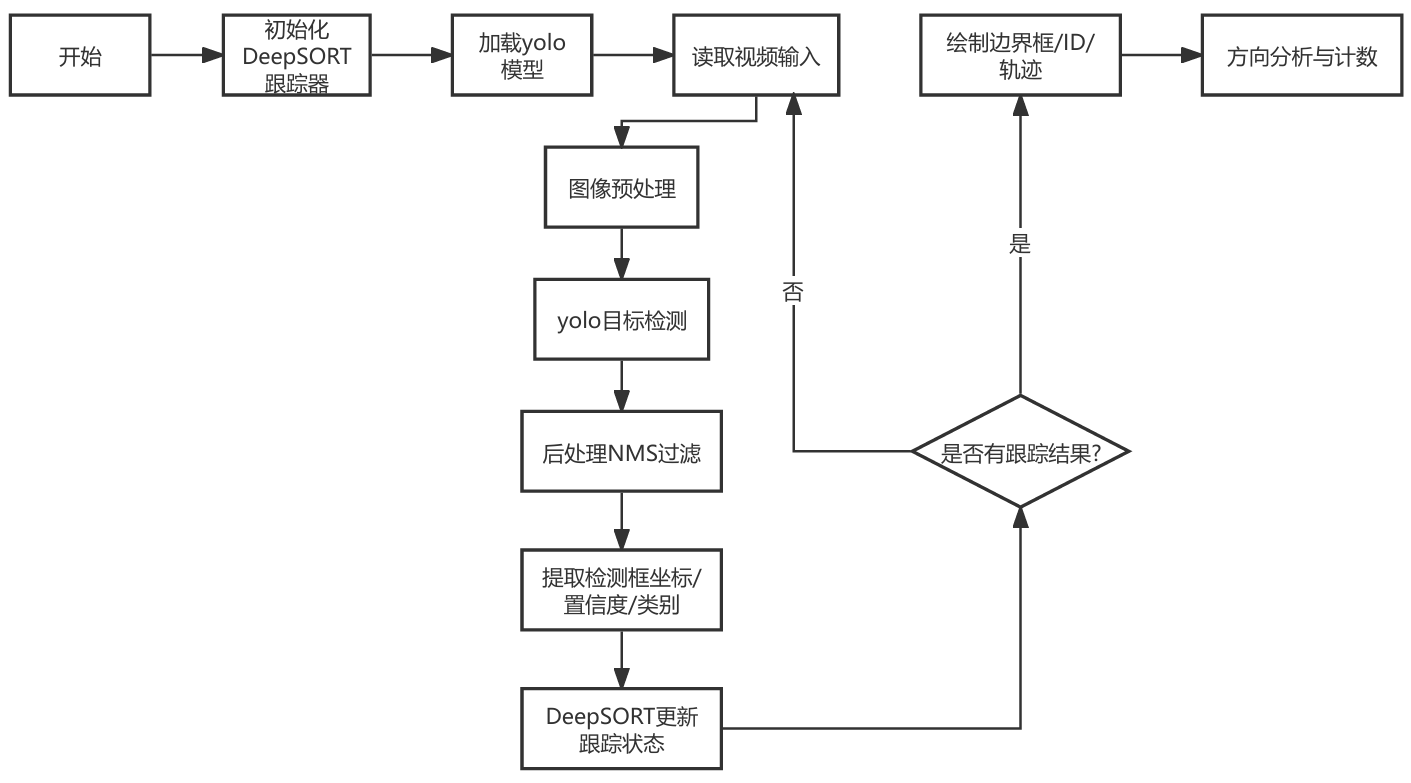 开始
初始化
DeepSORT
跟踪器
加载yolo
模型
读取视频输入
绘制边界框/ID/
轨迹
方向分析与计数
图像预处理
是
否
yolo目标检测
后处理NMS过滤
是否有跟踪结果?
提取检测框坐标/
置信度/类别
DeepSORT更新
跟踪状态